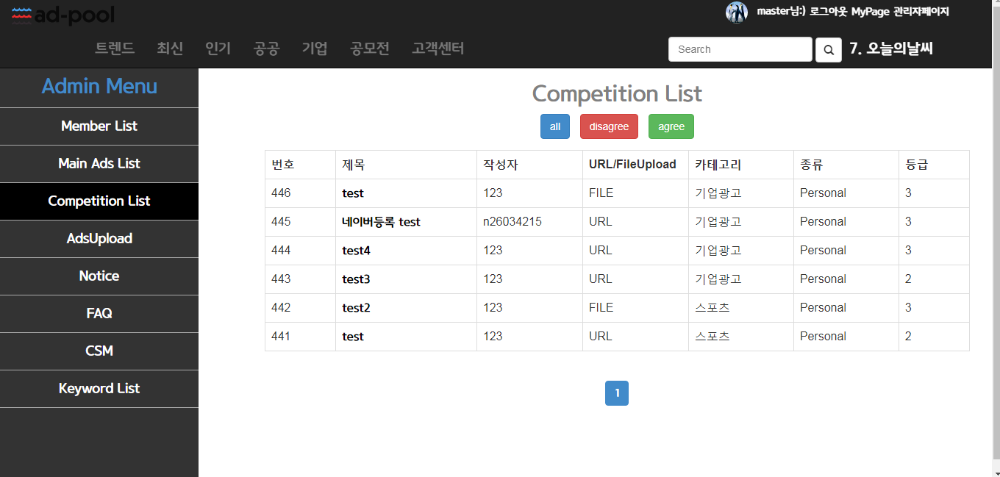 ad-pool
master님:) 로그아웃 MyPage 관리자페이지
트렌드 최신 인기 공공 기업 공모전 고객센터
Search
7. 오늘의날씨
Admin Menu
Member List
Main Ads List
Competition List
AdsUpload
Notice
FAQ
CSM
Keyword List
Competition List
all disagree agree
번호 제목 작성자 URL/FileUpload 카테고리 종류 등급
446 test 123 FILE 기업광고 Personal 3
445 네이버등록 test n26034215 URL 기업광고 Personal 3
444 test4 123 URL 기업광고 Personal 3
443 test3 123 URL 기업광고 Personal 2
442 test2 123 FILE 스포츠 Personal 3
441 test 123 URL 스포츠 Personal 2
1